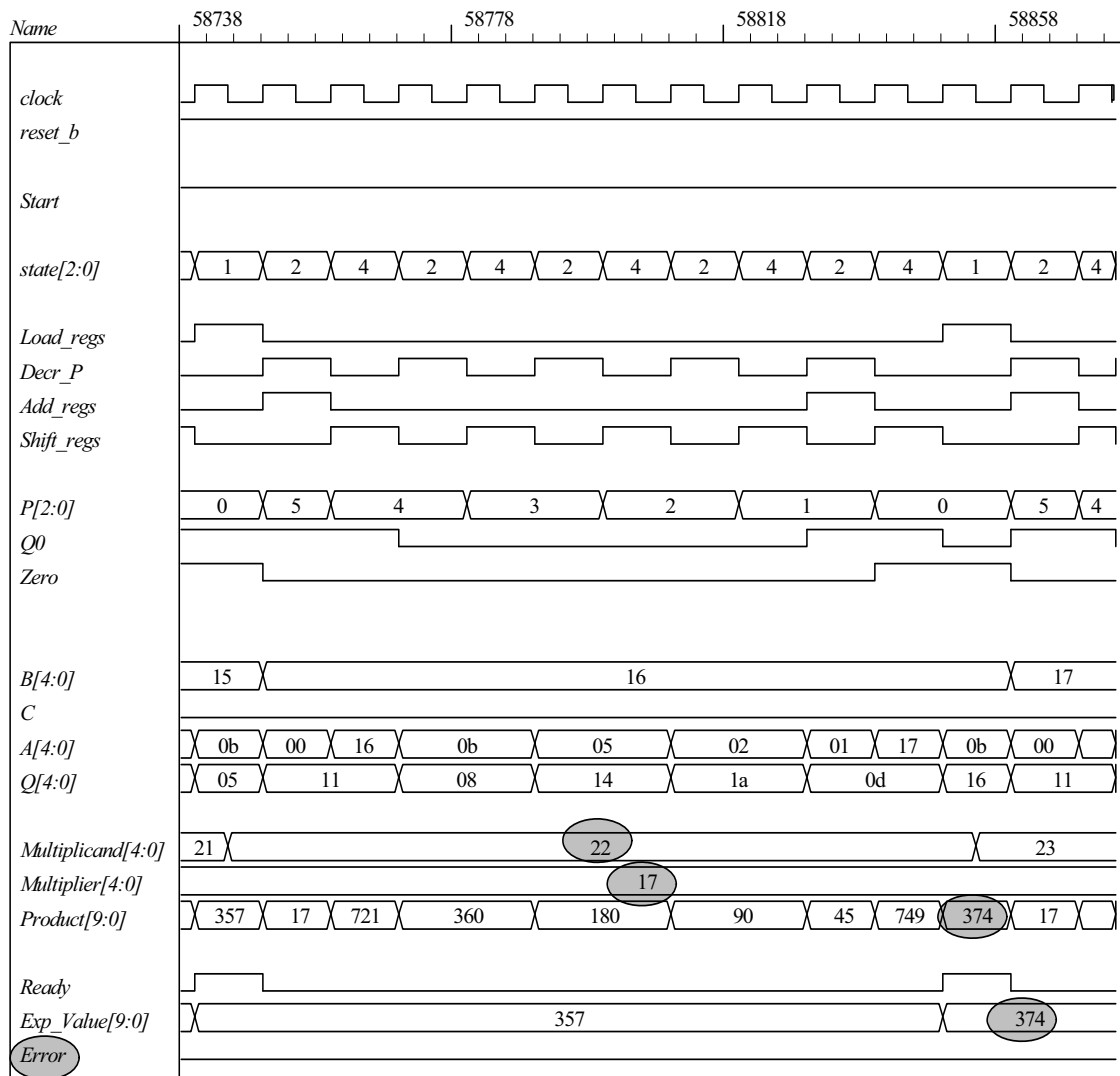 Name 58738 58778 58818 58858
clock
reset_b
Start
state[2:0] 1 2 4 2 4 2 4 2 4 2 4 1 2 4
Load_regs
Decr_P
Add_regs
Shift_regs
P[2:0] 0 5 4 3 2 1 0 5 4
Q0
Zero
B[4:0] 15 16 17
C
A[4:0] 0b 00 16 0b 05 02 01 17 0b 00
Q[4:0] 05 11 08 14 1a 0d 16 11
Multiplicand[4:0] 21 22 23
Multiplier[4:0] 17
Product[9:0] 357 17 721 360 180 90 45 749 374 17
Ready
Exp_Value[9:0] 357 374
Error